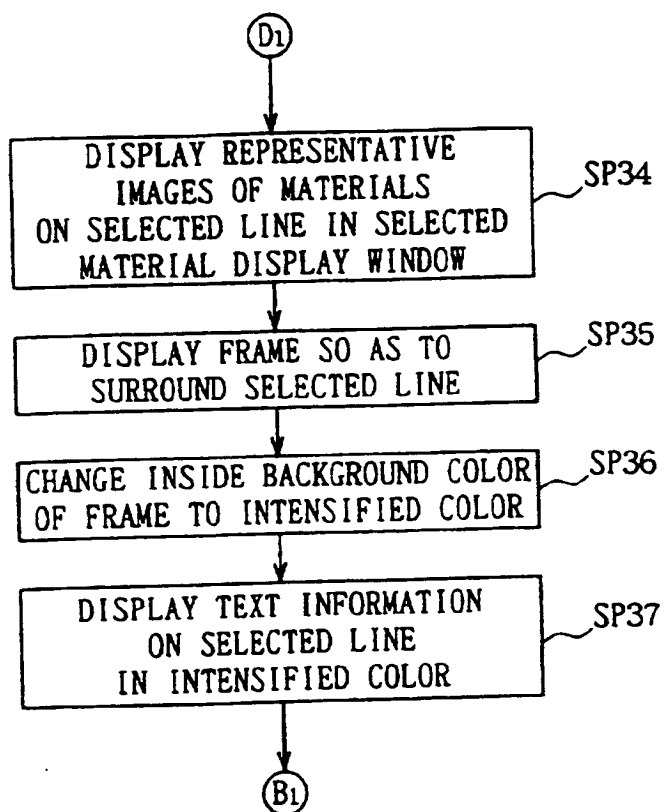 D1
DISPLAY REPRESENTATIVE
IMAGES OF MATERIALS
ON SELECTED LINE IN SELECTED
MATERIAL DISPLAY WINDOW
SP34
DISPLAY FRAME SO AS TO
SURROUND SELECTED LINE
SP35
CHANGE INSIDE BACKGROUND COLOR
OF FRAME TO INTENSIFIED COLOR
SP36
DISPLAY TEXT INFORMATION
ON SELECTED LINE
IN INTENSIFIED COLOR
SP37
B1